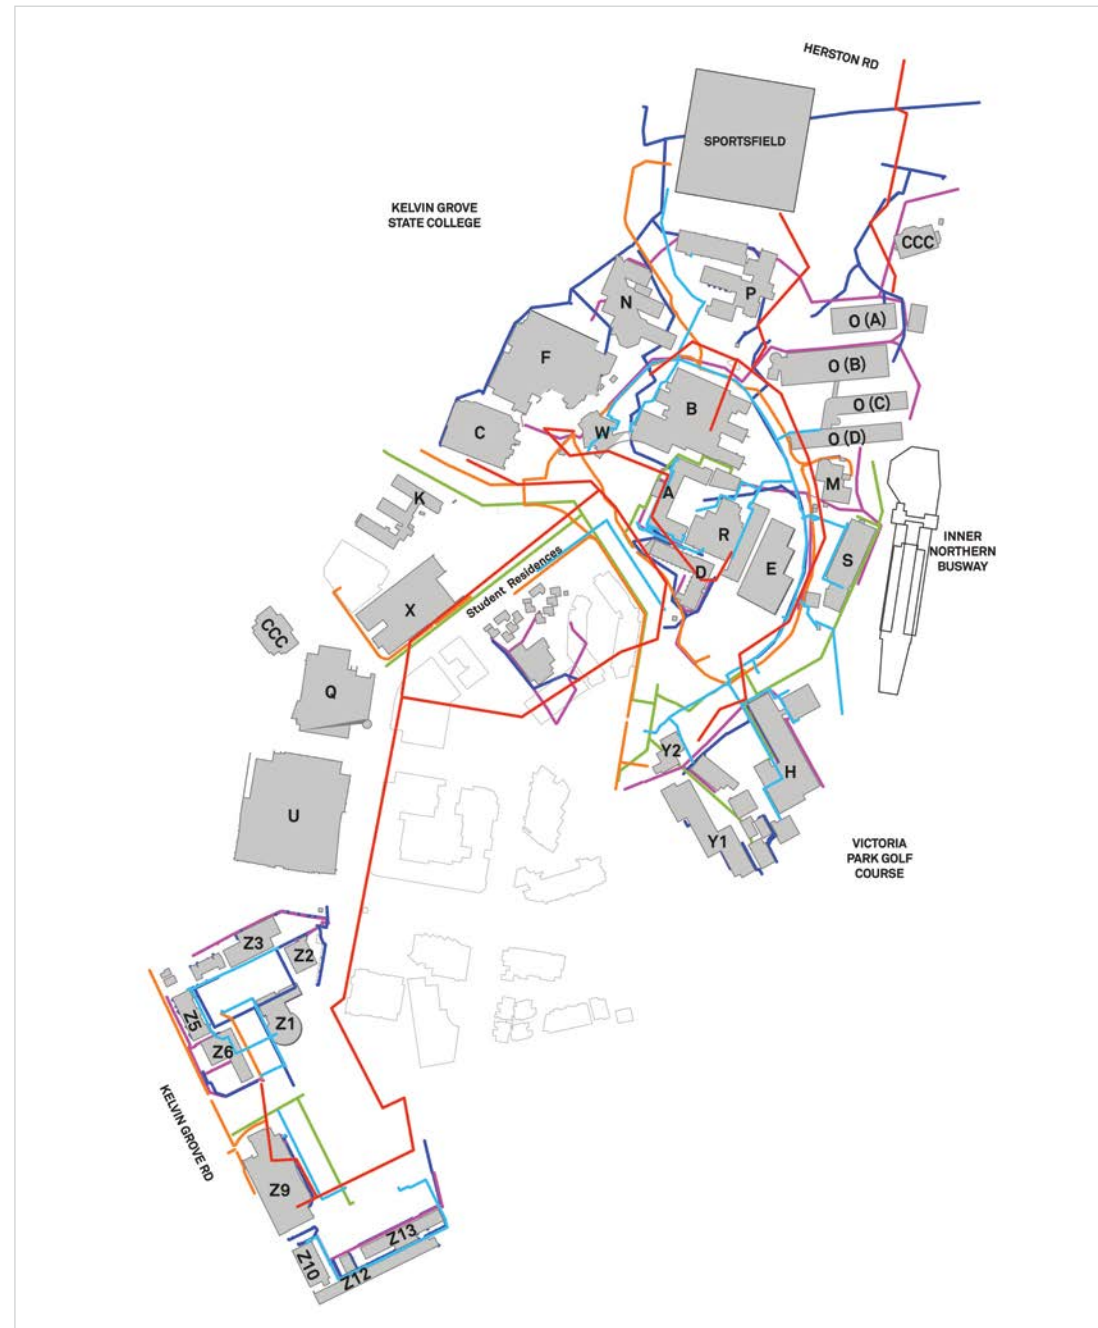 HERSTON RD
SPORTSFIELD
KELVIN GROVE
STATE COLLEGE
CCC
P
N
O (A)
F
O (B)
B
O (C)
W
C
O (D)
M
A
K
R
INNER
NORTHERN
BUSWAY
S
E
D
Student Residences
X
CCC
Q
Y2
H
U
Y1
VICTORIA
PARK GOLF
COURSE
Z3
Z2
Z5
Z1
Z6
KELVIN GROVE RD
Z9
Z13
Z10
Z12